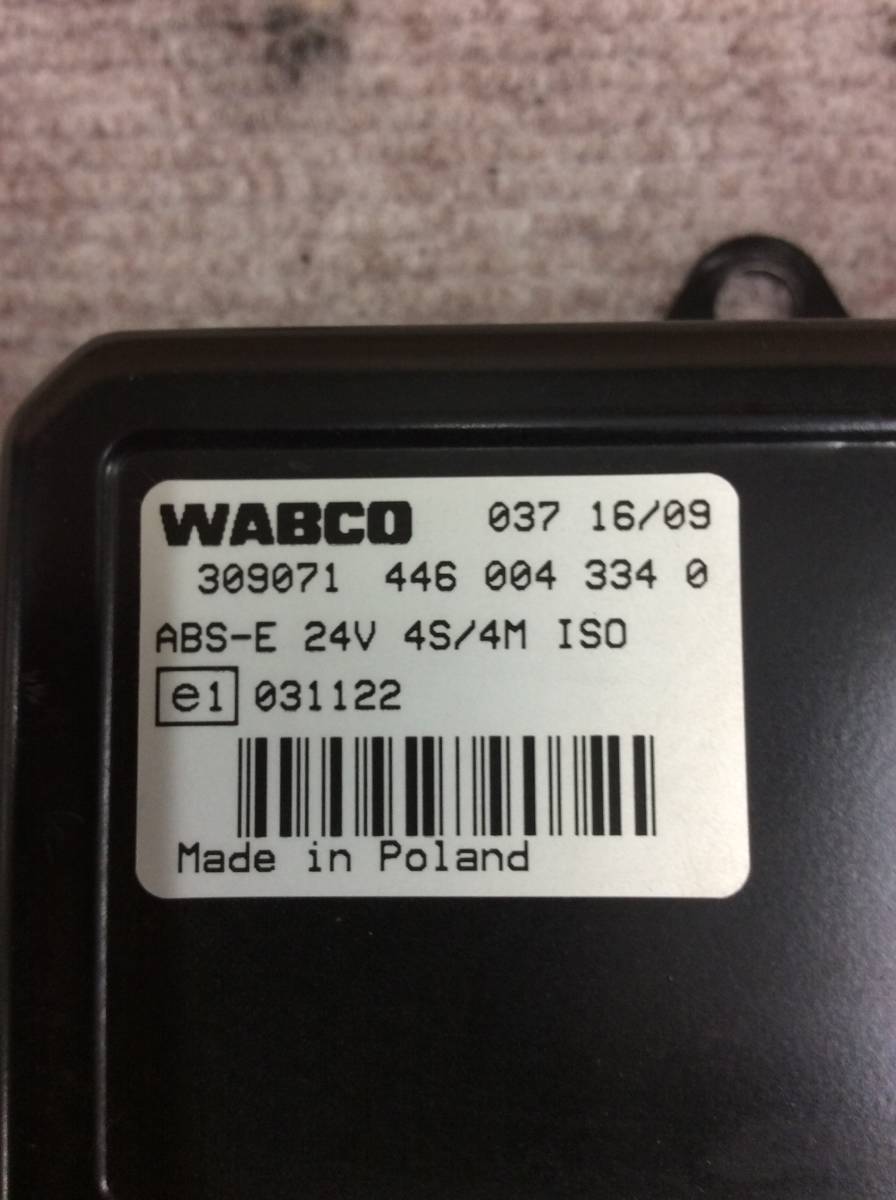 WABCO 037 16/09
309071 446 004 334 0
ABS-E 24V 4S/4M ISO
e1 031122
Made in Poland